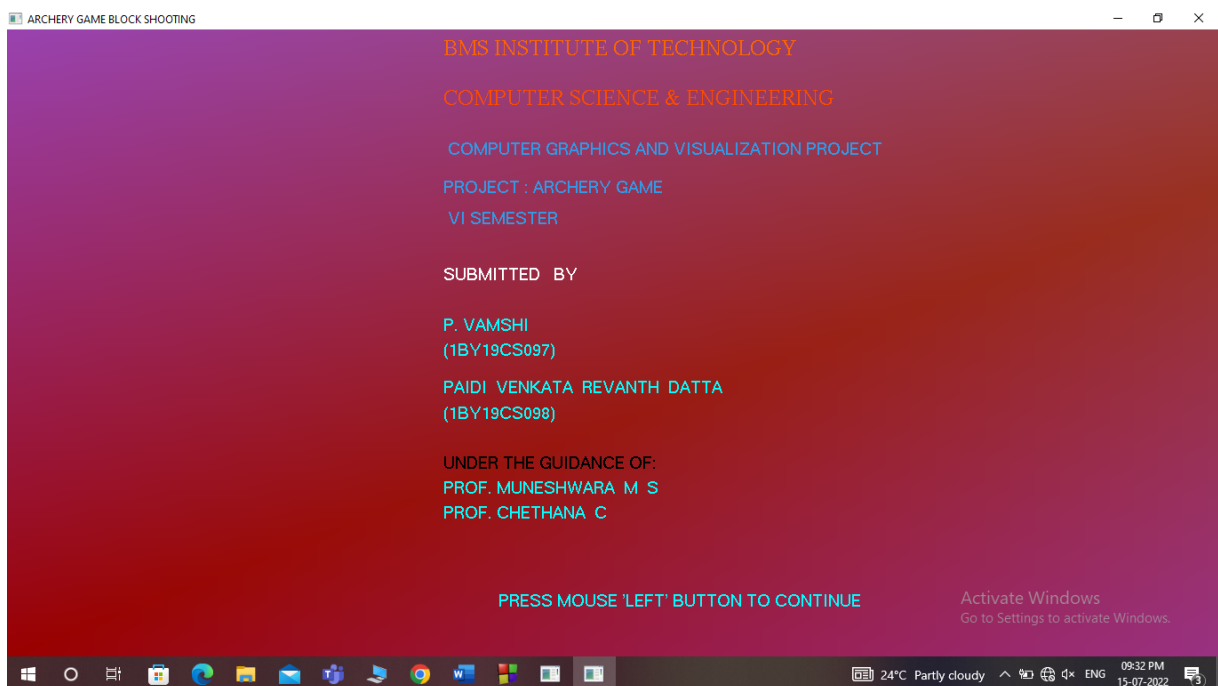 ARCHERY GAME BLOCK SHOOTING
BMS INSTITUTE OF TECHNOLOGY
COMPUTER SCIENCE & ENGINEERING
COMPUTER GRAPHICS AND VISUALIZATION PROJECT
PROJECT : ARCHERY GAME
VI SEMESTER
SUBMITTED BY
P. VAMSHI
(1BY19CS097)
PAIDI VENKATA REVANTH DATTA
(1BY19CS098)
UNDER THE GUIDANCE OF:
PROF. MUNESHWARA M S
PROF. CHETHANA C
PRESS MOUSE 'LEFT' BUTTON TO CONTINUE
Activate Windows
Go to Settings to activate Windows.
24°C Partly cloudy ENG 09:32 PM
15-07-2022 3